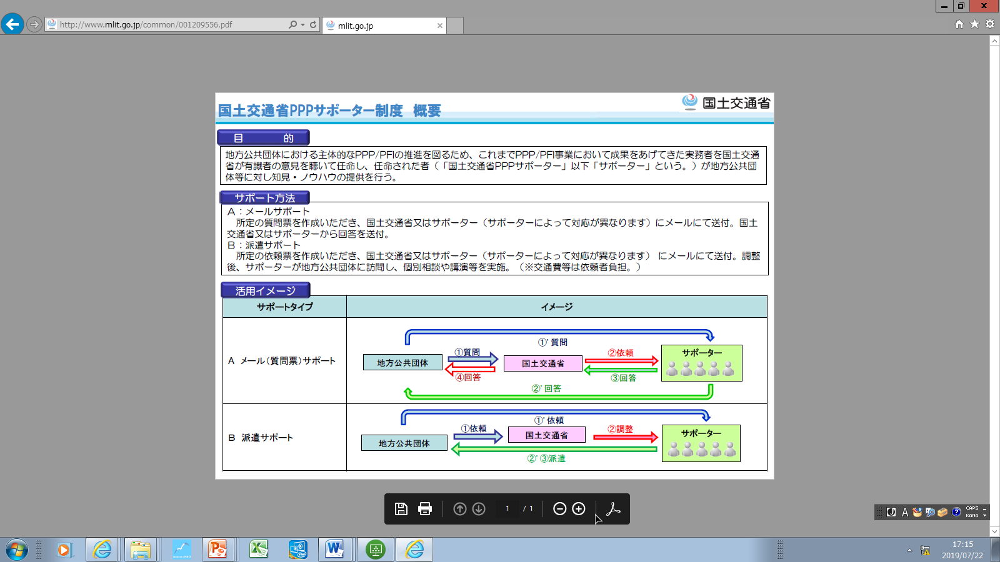 http://www.mlit.go.jp/common/001209556.pdf
mlit.go.jp
国土交通省PPPサポーター制度　概要
国土交通省
目　的
地方公共団体における主体的なPPP/PFIの推進を図るため、これまでPPP/PFI事業において成果をあげてきた実務者を国土交通
省が有識者の意見を聴いて任命し、任命された者（「国土交通省PPPサポーター」以下「サポーター」という。）が地方公共団
体等に対し知見・ノウハウの提供を行う。
サポート方法
A：メールサポート
所定の質問票を作成いただき、国土交通省又はサポーター（サポーターによって対応が異なります）にメールにて送付。国土
交通省又はサポーターから回答を送付。
B：派遣サポート
所定の依頼票を作成いただき、国土交通省又はサポーター（サポーターによって対応が異なります） にメールにて送付。調整
後、サポーターが地方公共団体に訪問し、個別相談や講演等を実施。（※交通費等は依頼者負担。）
活用イメージ
サポートタイプ
イメージ
A　メール（質問票）サポート
①’ 質問
①質問
②依頼
地方公共団体
国土交通省
サポーター
④回答
③回答
②’ 回答
B　派遣サポート
①’ 依頼
①依頼
②調整
地方公共団体
国土交通省
サポーター
②’ ③派遣
1 / 1
A
CAPS
KANA
17:15
2019/07/22